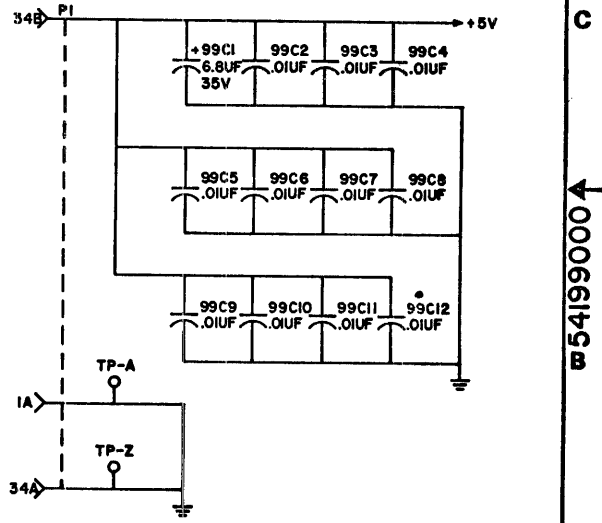 34B P1 +5V C
+99C1 99C2 99C3 99C4
6.8UF .01UF .01UF .01UF
35V
99C5 99C6 99C7 99C8
.01UF .01UF .01UF .01UF
54199000
B
99C9 99C10 99C11 99C12
.01UF .01UF .01UF .01UF
TP-A
1A
TP-Z
34A